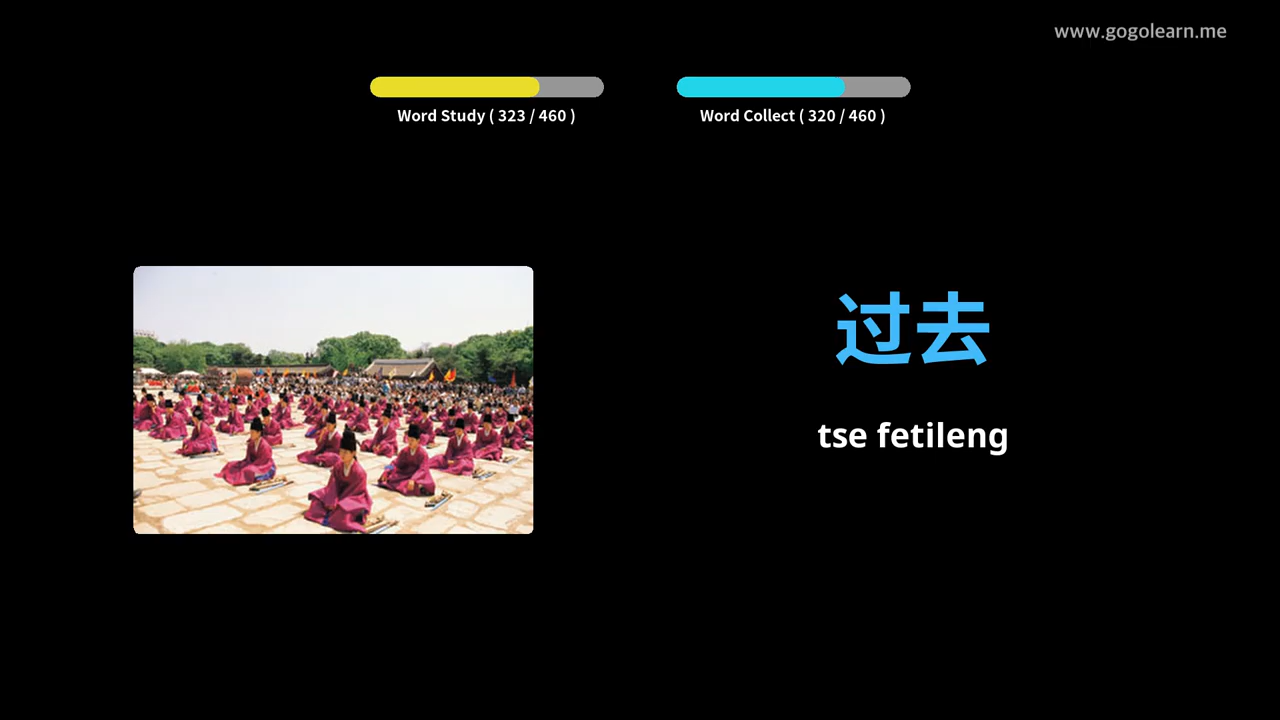 www.gogolearn.me
Word Study ( 323 / 460 )
Word Collect ( 320 / 460 )
过去
tse fetileng